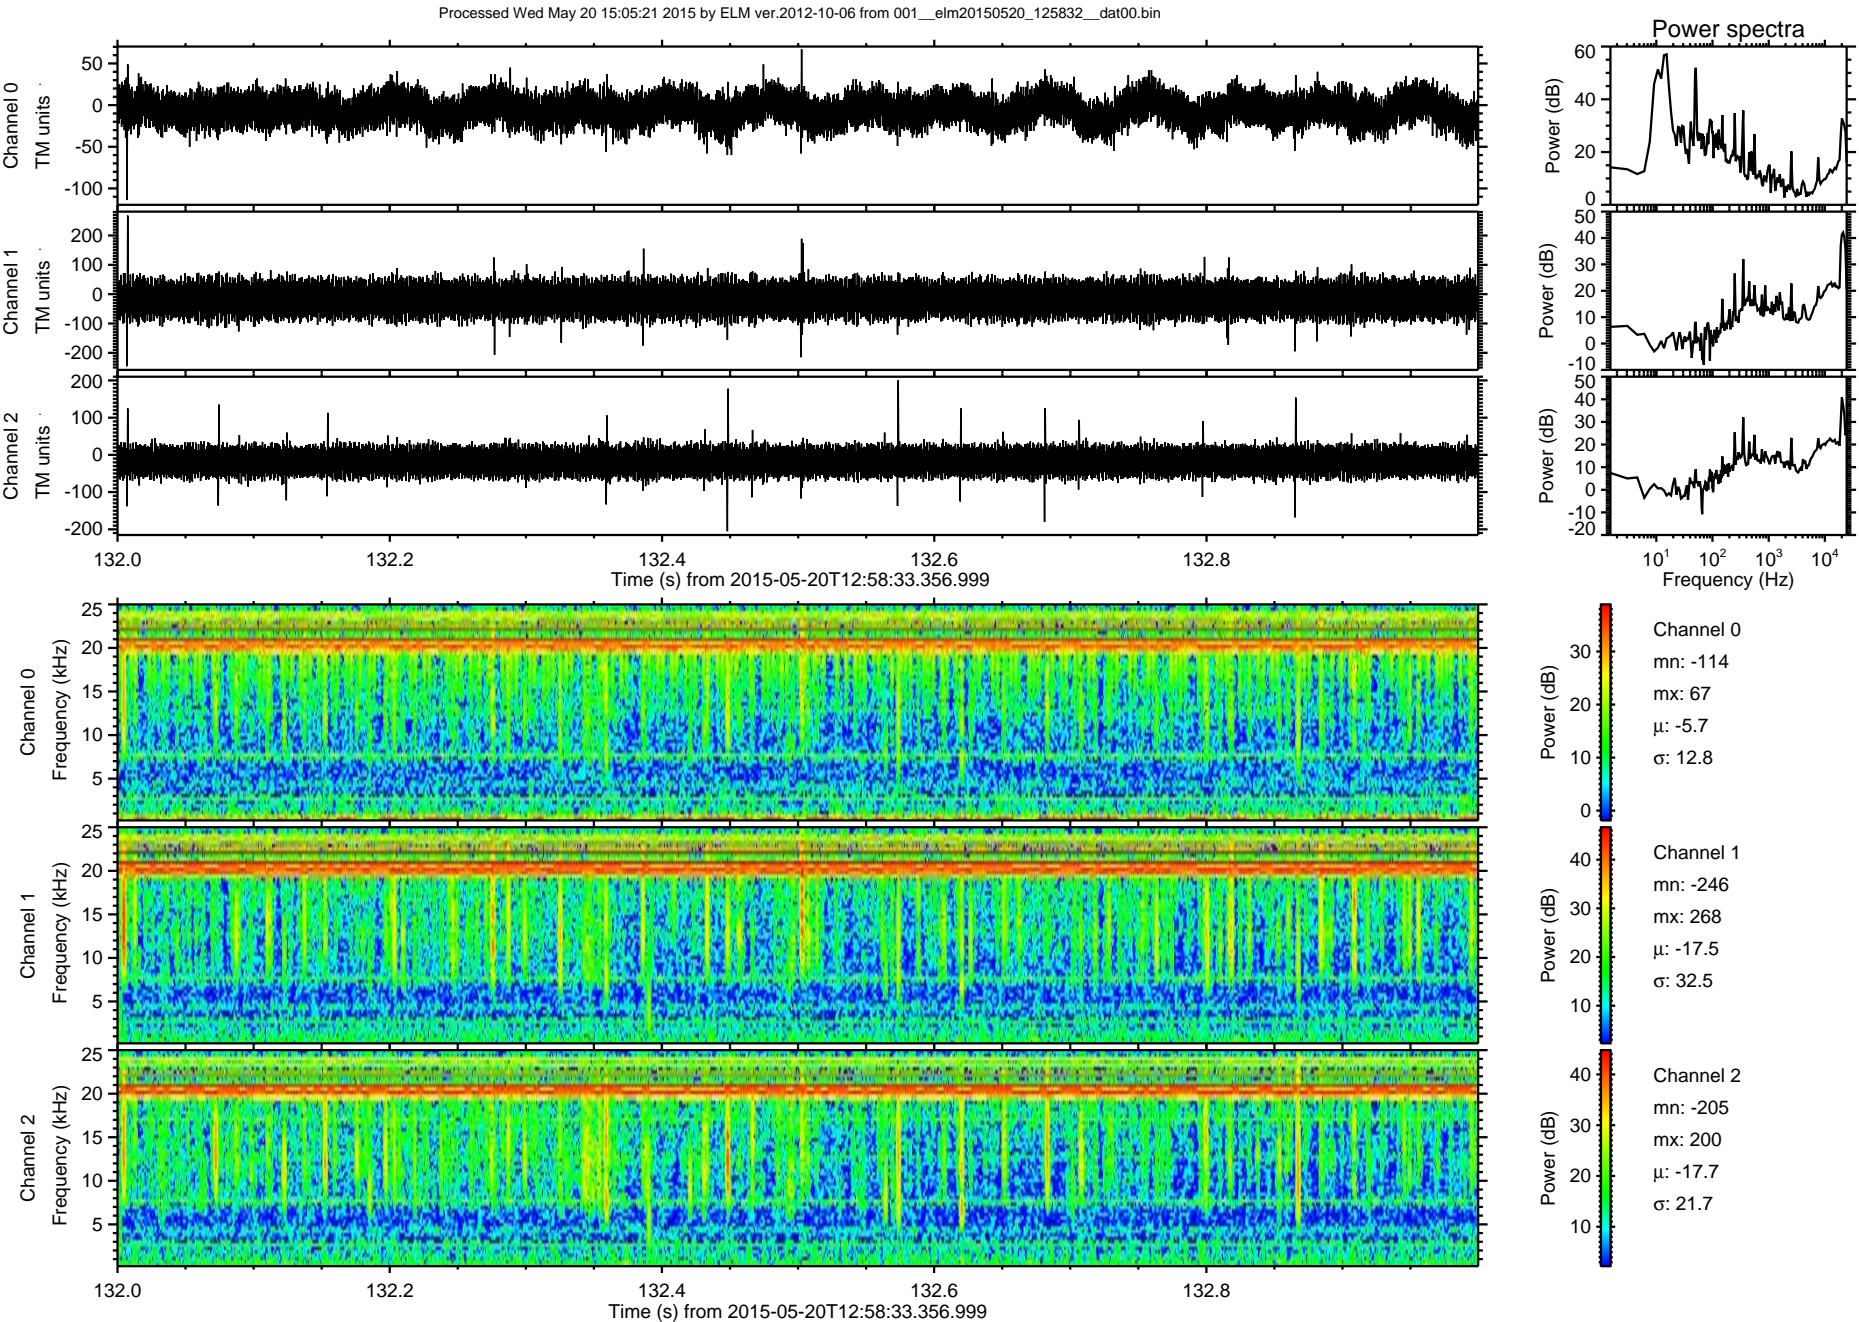 Processed Wed May 20 15:05:21 2015 by ELM ver.2012-10-06 from 001__elm20150520_125832__dat00.bin
Power spectra
Channel 0
TM units
50
0
-50
-100
Power (dB)
60
40
20
0
Channel 1
TM units
200
100
0
-100
-200
Power (dB)
50
40
30
20
10
0
-10
Channel 2
TM units
200
100
0
-100
-200
Power (dB)
50
40
30
20
10
0
-10
-20
132.0 132.2 132.4 132.6 132.8
Time (s) from 2015-05-20T12:58:33.356.999
10¹ 10² 10³ 10⁴
Frequency (Hz)
Channel 0
Frequency (kHz)
25
20
15
10
5
Power (dB)
30
20
10
0
Channel 0
mn: -114
mx: 67
μ: -5.7
σ: 12.8
Channel 1
Frequency (kHz)
25
20
15
10
5
Power (dB)
40
30
20
10
Channel 1
mn: -246
mx: 268
μ: -17.5
σ: 32.5
Channel 2
Frequency (kHz)
25
20
15
10
5
Power (dB)
40
30
20
10
Channel 2
mn: -205
mx: 200
μ: -17.7
σ: 21.7
132.0 132.2 132.4 132.6 132.8
Time (s) from 2015-05-20T12:58:33.356.999